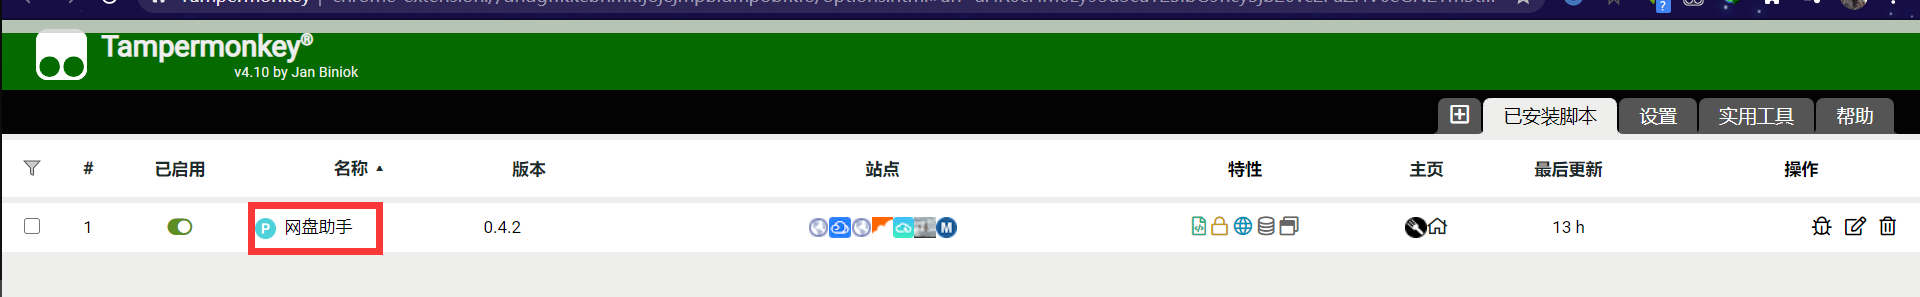 Tampermonkey®
v4.10 by Jan Biniok
已安装脚本 设置 实用工具 帮助
# 已启用 名称 ▲ 版本 站点 特性 主页 最后更新 操作
1 P 网盘助手 0.4.2 M 13 h